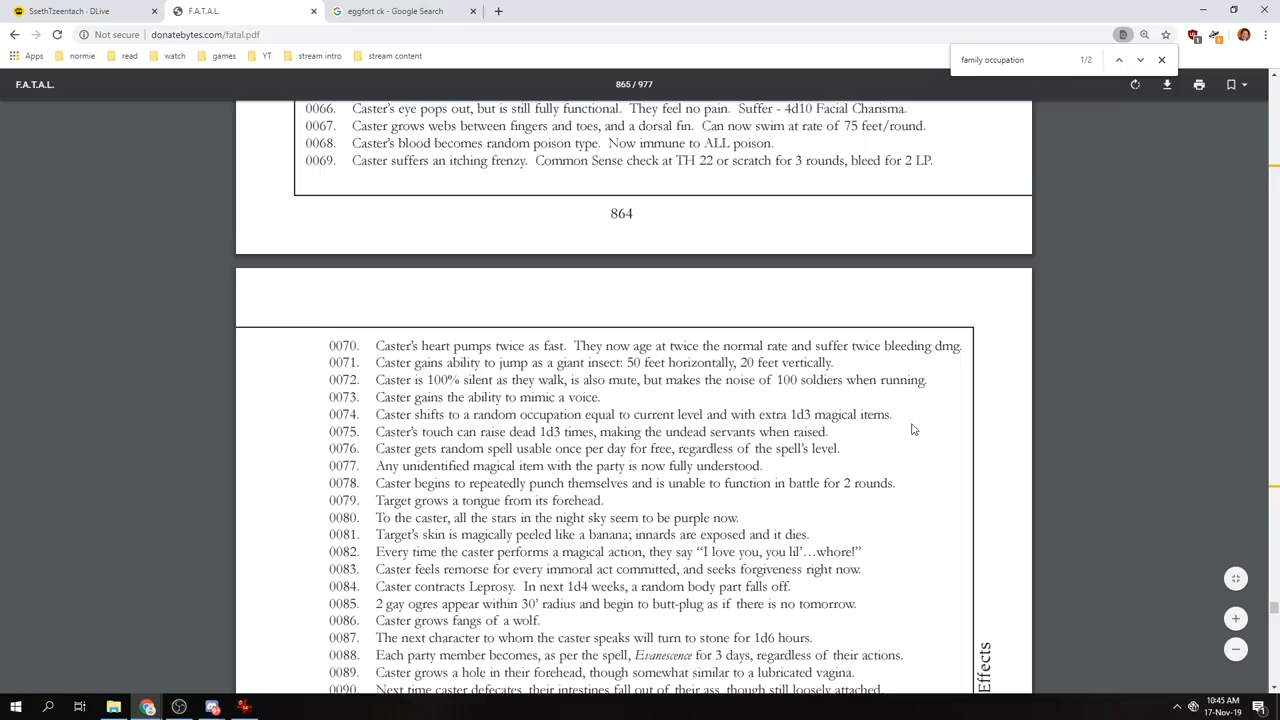 SsethTzeentach - DLive
F.A.T.A.L.
eggfort ck - Google Search
Not secure | donatebytes.com/fatal.pdf
Apps normie read watch games YT stream intro stream content
family occupation 1/2
F.A.T.A.L. 865 / 977
0066. Caster's eye pops out, but is still fully functional. They feel no pain. Suffer - 4d10 Facial Charisma.
0067. Caster grows webs between fingers and toes, and a dorsal fin. Can now swim at rate of 75 feet/round.
0068. Caster's blood becomes random poison type. Now immune to ALL poison.
0069. Caster suffers an itching frenzy. Common Sense check at TH 22 or scratch for 3 rounds, bleed for 2 LP.
864
0070. Caster's heart pumps twice as fast. They now age at twice the normal rate and suffer twice bleeding dmg.
0071. Caster gains ability to jump as a giant insect: 50 feet horizontally, 20 feet vertically.
0072. Caster is 100% silent as they walk, is also mute, but makes the noise of 100 soldiers when running.
0073. Caster gains the ability to mimic a voice.
0074. Caster shifts to a random occupation equal to current level and with extra 1d3 magical items.
0075. Caster's touch can raise dead 1d3 times, making the undead servants when raised.
0076. Caster gets random spell usable once per day for free, regardless of the spell's level.
0077. Any unidentified magical item with the party is now fully understood.
0078. Caster begins to repeatedly punch themselves and is unable to function in battle for 2 rounds.
0079. Target grows a tongue from its forehead.
0080. To the caster, all the stars in the night sky seem to be purple now.
0081. Target's skin is magically peeled like a banana; innards are exposed and it dies.
0082. Every time the caster performs a magical action, they say "I love you, you lil'…whore!"
0083. Caster feels remorse for every immoral act committed, and seeks forgiveness right now.
0084. Caster contracts Leprosy. In next 1d4 weeks, a random body part falls off.
0085. 2 gay ogres appear within 30' radius and begin to butt-plug as if there is no tomorrow.
0086. Caster grows fangs of a wolf.
0087. The next character to whom the caster speaks will turn to stone for 1d6 hours.
0088. Each party member becomes, as per the spell, Evanescence for 3 days, regardless of their actions.
0089. Caster grows a hole in their forehead, though somewhat similar to a lubricated vagina.
0090. Next time caster defecates, their intestines fall out of their ass, though still loosely attached.
Effects
10:45 AM
17-Nov-19